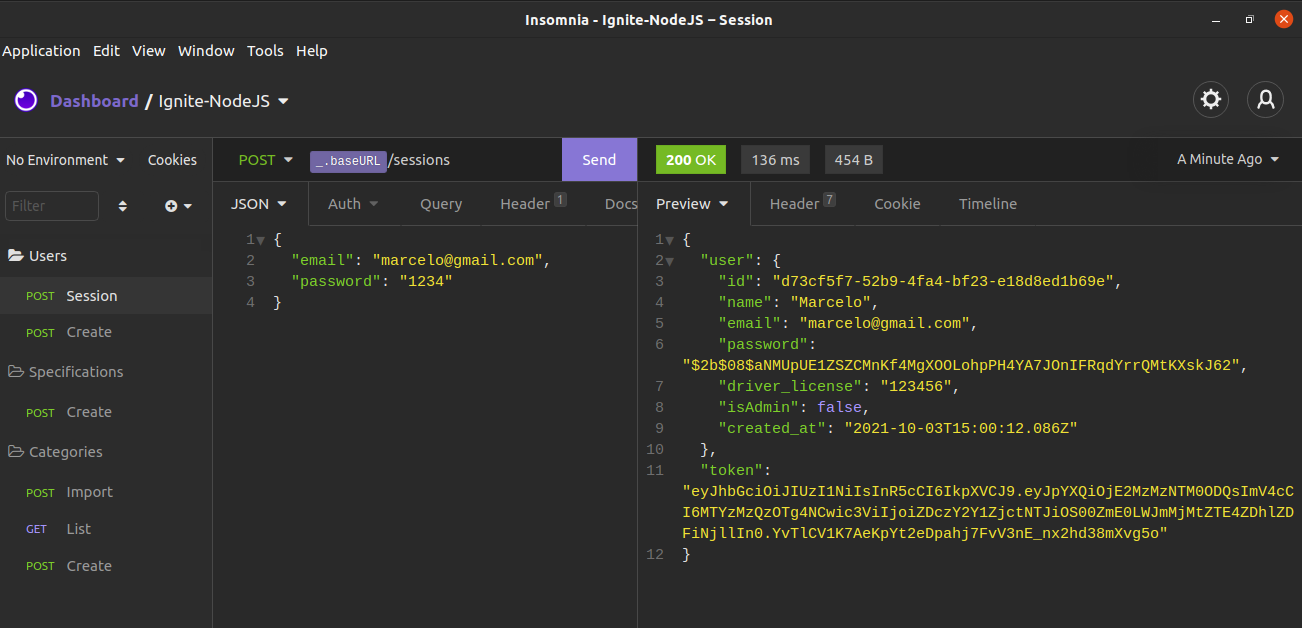 Insomnia - Ignite-NodeJS – Session
Application Edit View Window Tools Help
Dashboard / Ignite-NodeJS
No Environment Cookies
Filter
Users
POST Session
POST Create
Specifications
POST Create
Categories
POST Import
GET List
POST Create
POST _.baseURL/sessions Send
JSON Auth Query Header 1 Docs
1 {
2 "email": "marcelo@gmail.com",
3 "password": "1234"
4 }
200 OK 136 ms 454 B A Minute Ago
Preview Header 7 Cookie Timeline
1 {
2 "user": {
3 "id": "d73cf5f7-52b9-4fa4-bf23-e18d8ed1b69e",
4 "name": "Marcelo",
5 "email": "marcelo@gmail.com",
6 "password":
"$2b$08$aNMUpUE1ZSZCMnKf4MgXOOLohpPH4YA7JOnIFRqdYrrQMtKXskJ62",
7 "driver_license": "123456",
8 "isAdmin": false,
9 "created_at": "2021-10-03T15:00:12.086Z"
10 },
11 "token":
"eyJhbGciOiJIUzI1NiIsInR5cCI6IkpXVCJ9.eyJpYXQiOjE2MzMzNTM0ODQsImV4cC
I6MTYzMzQzOTg4NCwic3ViIjoiZDczY2Y1ZjctNTJiOS00ZmE0LWJmMjMtZTE4ZDhlZD
FiNjllIn0.YvTlCV1K7AeKpYt2eDpahj7FvV3nE_nx2hd38mXvg5o"
12 }